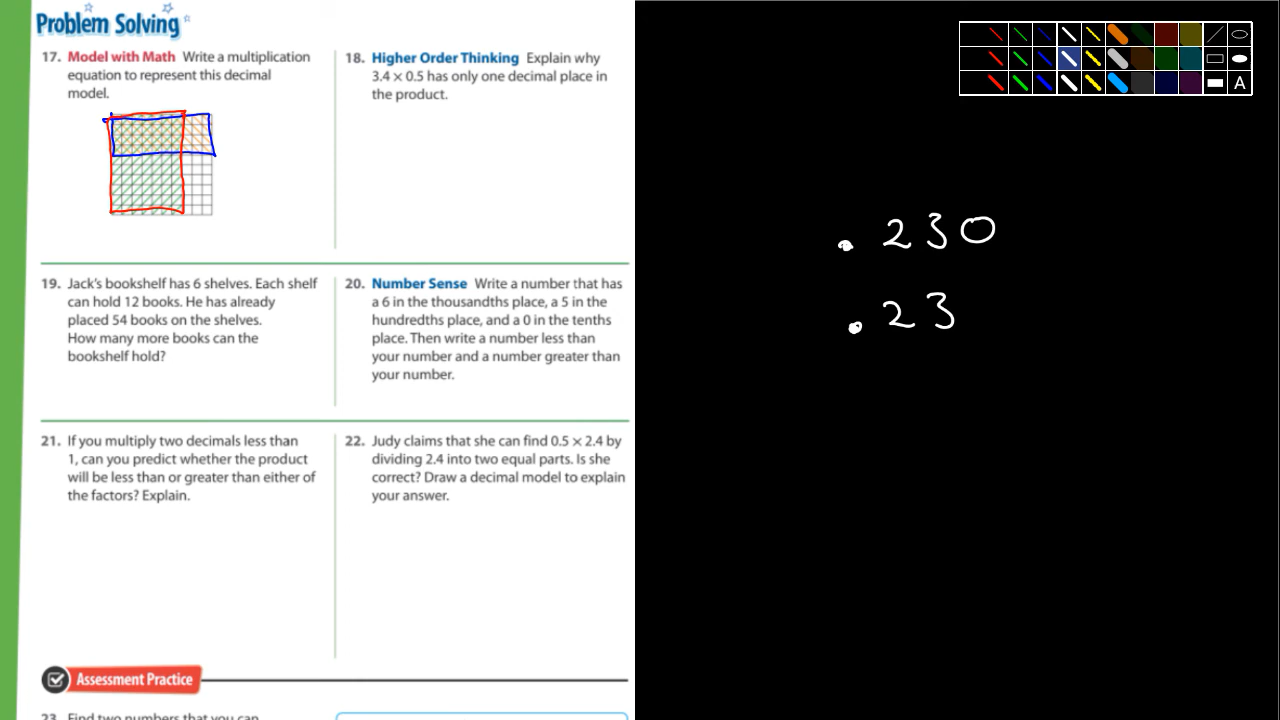 Problem Solving
17. Model with Math Write a multiplication
equation to represent this decimal
model.
18. Higher Order Thinking Explain why
3.4 × 0.5 has only one decimal place in
the product.
19. Jack's bookshelf has 6 shelves. Each shelf
can hold 12 books. He has already
placed 54 books on the shelves.
How many more books can the
bookshelf hold?
20. Number Sense Write a number that has
a 6 in the thousandths place, a 5 in the
hundredths place, and a 0 in the tenths
place. Then write a number less than
your number and a number greater than
your number.
21. If you multiply two decimals less than
1, can you predict whether the product
will be less than or greater than either of
the factors? Explain.
22. Judy claims that she can find 0.5 × 2.4 by
dividing 2.4 into two equal parts. Is she
correct? Draw a decimal model to explain
your answer.
Assessment Practice
23. Find two numbers that you can
A
.230
.23